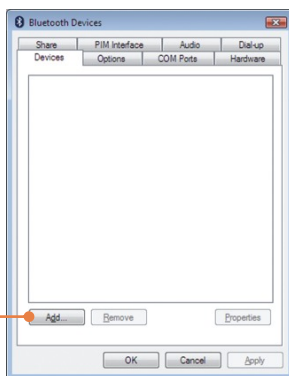 Bluetooth Devices
Share PIM Interface Audio Dial-up
Devices Options COM Ports Hardware
Add... Remove Properties
OK Cancel Apply